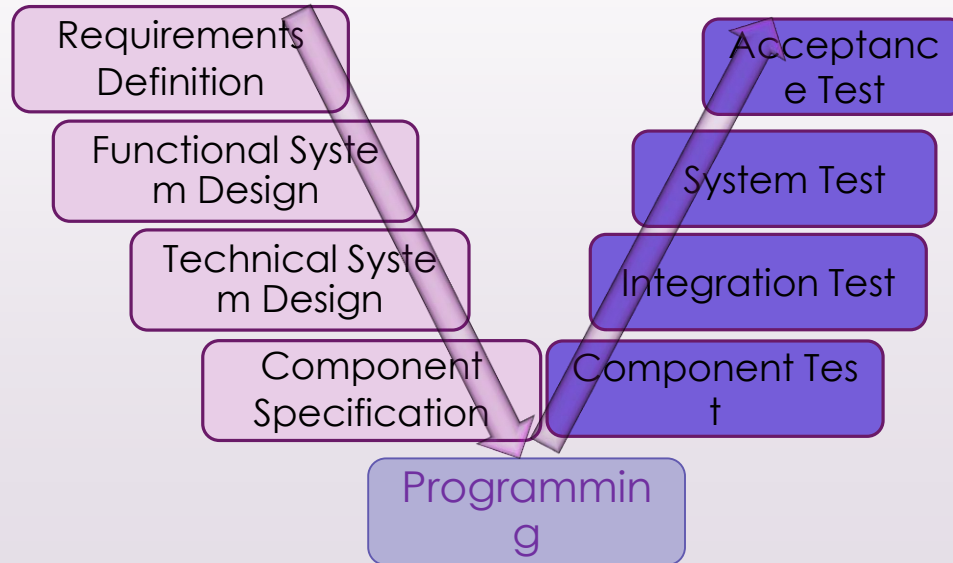 Requirements
Definition
Functional Syste
m Design
Technical Syste
m Design
Component
Specification
Acceptanc
e Test
System Test
Integration Test
Component Tes
t
Programmin
g